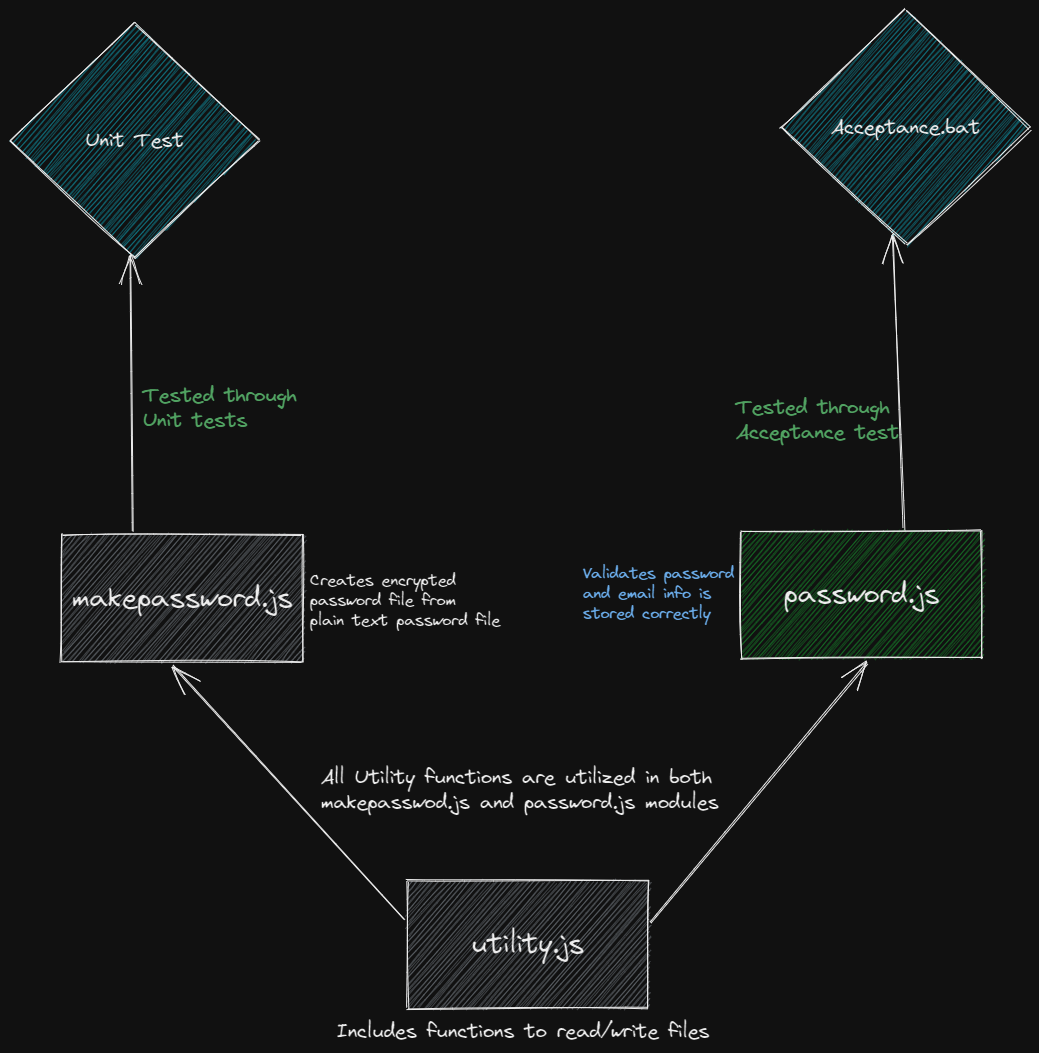 Unit Test
Acceptance.bat
Tested through
Unit tests
Tested through
Acceptance test
makepassword.js
Creates encrypted
password file from
plain text password file
Validates password
and email info is
stored correctly
password.js
All Utility functions are utilized in both
makepasswod.js and password.js modules
utility.js
Includes functions to read/write files